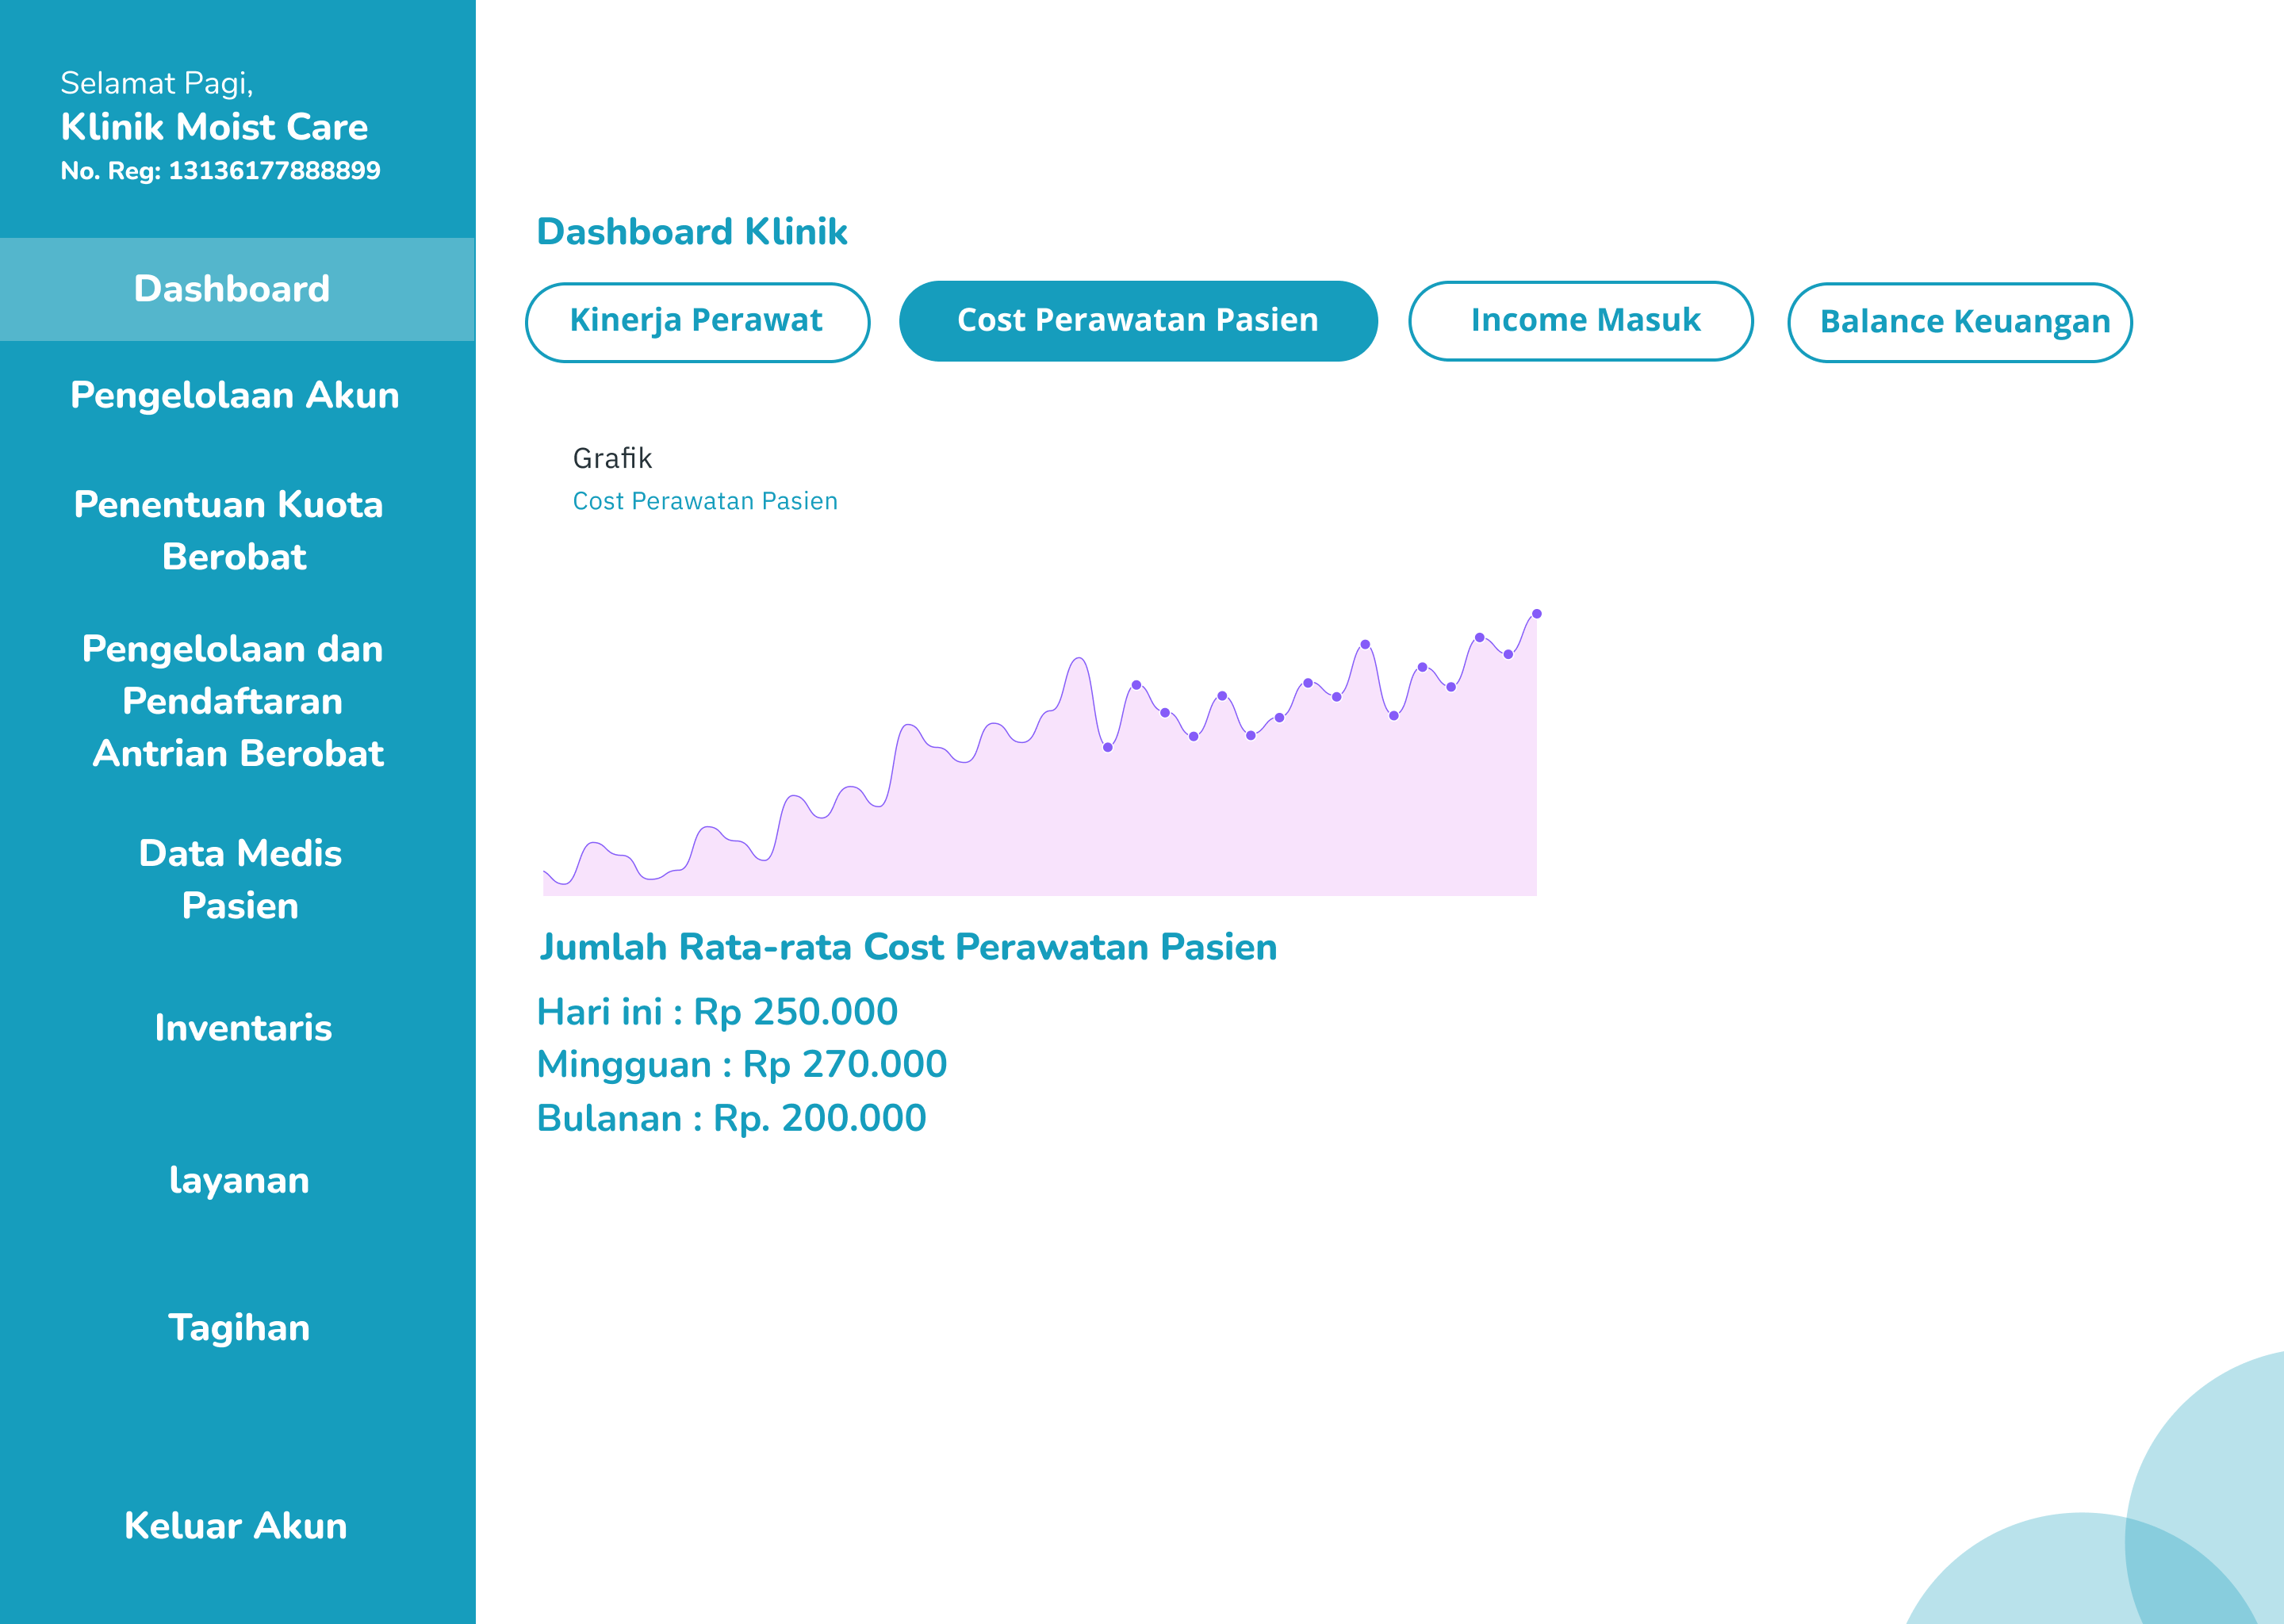 Selamat Pagi,
Klinik Moist Care
No. Reg: 13136177888899
Dashboard
Pengelolaan Akun
Penentuan Kuota
Berobat
Pengelolaan dan
Pendaftaran
Antrian Berobat
Data Medis
Pasien
Inventaris
layanan
Tagihan
Keluar Akun
Dashboard Klinik
Kinerja Perawat
Cost Perawatan Pasien
Income Masuk
Balance Keuangan
Grafik
Cost Perawatan Pasien
Jumlah Rata-rata Cost Perawatan Pasien
Hari ini : Rp 250.000
Mingguan : Rp 270.000
Bulanan : Rp. 200.000